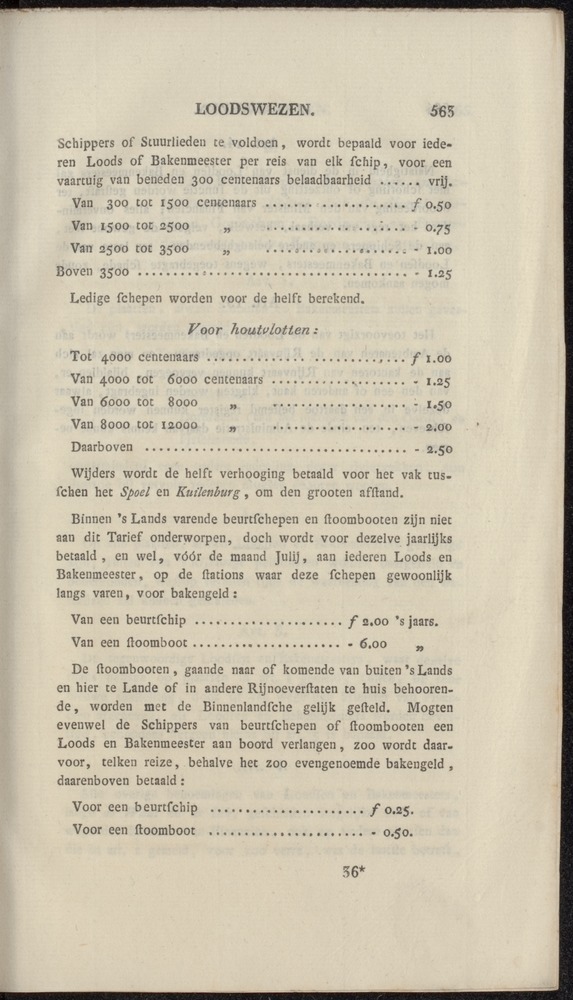 LOODSWEZEN. 565
Schippers of Stuurlieden te voldoen, wordt bepaald voor iede-
ren Loods of Bakenmeester per reis van elk ſchip, voor een
vaartuig van beneden 300 centenaars belaadbaarheid ...... vrij.
Van 300 tot 1500 centenaars .................... ƒ 0.50
Van 1500 tot 2500 „ .................... - 0.75
Van 2500 tot 3500 „ .................... - 1.00
Boven 3500 ........................................ - 1.25
Ledige ſchepen worden voor de helft berekend.
Voor houtvlotten:
Tot 4000 centenaars .............................. ƒ 1.00
Van 4000 tot 6000 centenaars .................... - 1.25
Van 6000 tot 8000 „ .................... - 1.50
Van 8000 tot 12000 „ .................... - 2.00
Daarboven ........................................ - 2.50
Wijders wordt de helft verhooging betaald voor het vak tus-
ſchen het Spoel en Kuilenburg, om den grooten afſtand.
Binnen 's Lands varende beurtſchepen en ſtoombooten zijn niet
aan dit Tarief onderworpen, doch wordt voor dezelve jaarlijks
betaald, en wel, vóór de maand Julij, aan iederen Loods en
Bakenmeester, op de ſtations waar deze ſchepen gewoonlijk
langs varen, voor bakengeld:
Van een beurtſchip ..................... ƒ 2.00 's jaars.
Van een ſtoomboot ..................... - 6.00 „
De ſtoombooten, gaande naar of komende van buiten 's Lands
en hier te Lande of in andere Rijnoeverſtaten te huis behooren-
de, worden met de Binnenlandſche gelijk geſteld. Mogten
evenwel de Schippers van beurtſchepen of ſtoombooten een
Loods en Bakenmeester aan boord verlangen, zoo wordt daar-
voor, telken reize, behalve het zoo evengenoemde bakengeld,
daarenboven betaald:
Voor een beurtſchip ...................... ƒ 0.25.
Voor een ſtoomboot ...................... - 0.50.
36*